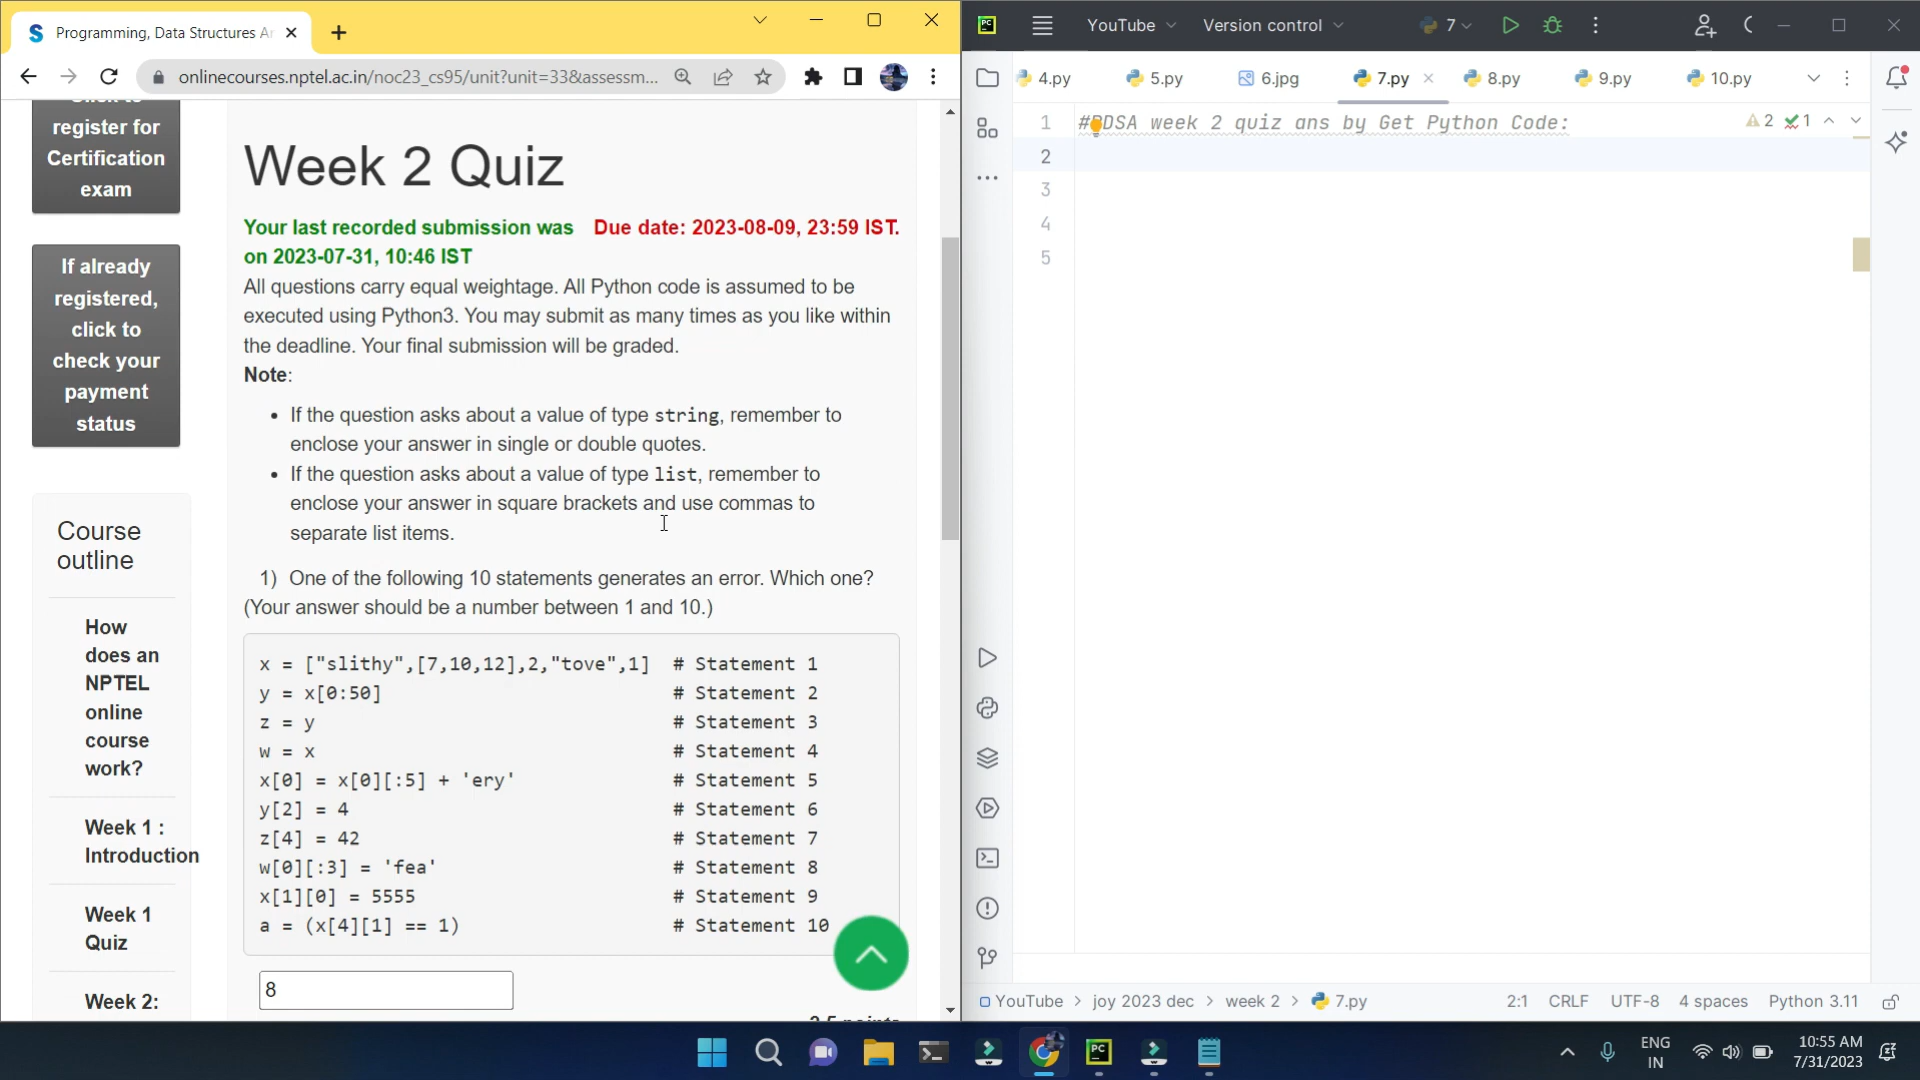 Programming, Data Structures Ar
onlinecourses.nptel.ac.in/noc23_cs95/unit?unit=33&assessm...
register for
Certification
exam
If already
registered,
click to
check your
payment
status
Course
outline
How
does an
NPTEL
online
course
work?
Week 1 :
Introduction
Week 1
Quiz
Week 2:
Week 2 Quiz
Your last recorded submission was
on 2023-07-31, 10:46 IST
Due date: 2023-08-09, 23:59 IST.
All questions carry equal weightage. All Python code is assumed to be
executed using Python3. You may submit as many times as you like within
the deadline. Your final submission will be graded.
Note:
• If the question asks about a value of type string, remember to
enclose your answer in single or double quotes.
• If the question asks about a value of type list, remember to
enclose your answer in square brackets and use commas to
separate list items.
1) One of the following 10 statements generates an error. Which one?
(Your answer should be a number between 1 and 10.)
x = ["slithy",[7,10,12],2,"tove",1] # Statement 1
y = x[0:50] # Statement 2
z = y # Statement 3
w = x # Statement 4
x[0] = x[0][:5] + 'ery' # Statement 5
y[2] = 4 # Statement 6
z[4] = 42 # Statement 7
w[0][:3] = 'fea' # Statement 8
x[1][0] = 5555 # Statement 9
a = (x[4][1] == 1) # Statement 10
8
PC YouTube Version control 7
4.py 5.py 6.jpg 7.py 8.py 9.py 10.py
1 #PDSA week 2 quiz ans by Get Python Code: 2 1
2
3
4
5
YouTube > joy 2023 dec > week 2 > 7.py 2:1 CRLF UTF-8 4 spaces Python 3.11
PC
ENG
IN
10:55 AM
7/31/2023